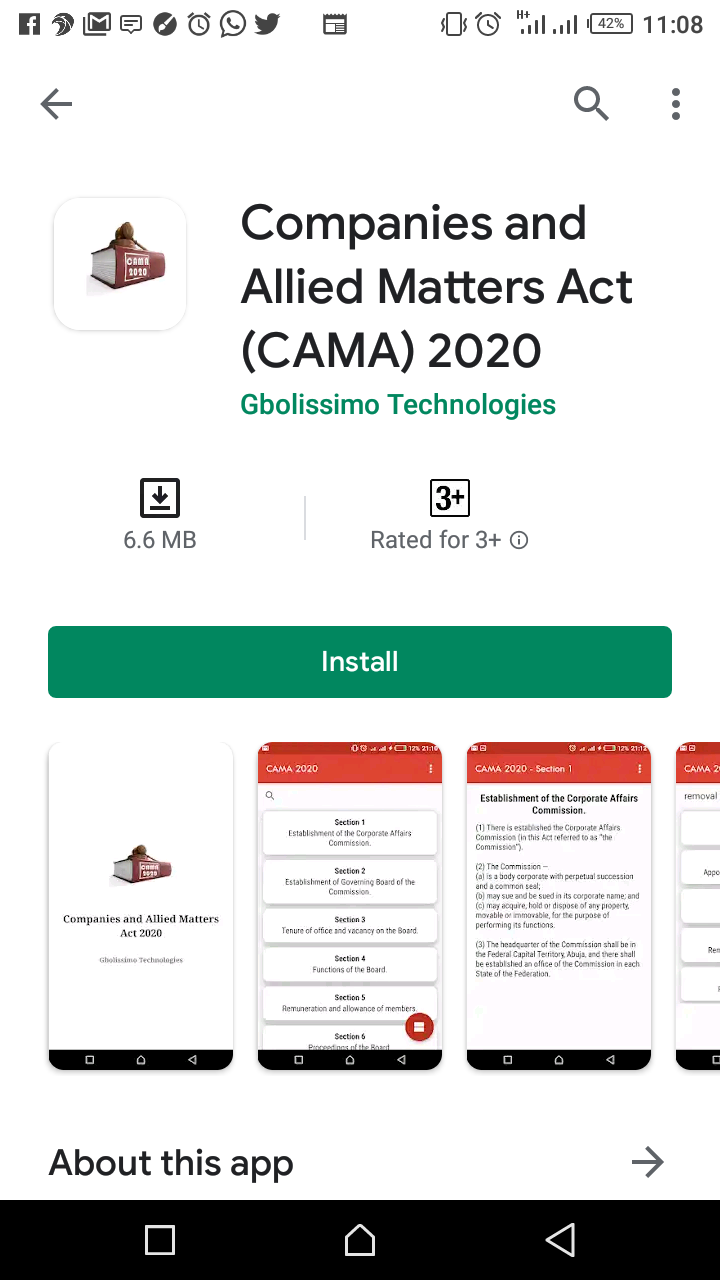 H+
42%
11:08
CAMA
2020
Companies and
Allied Matters Act
(CAMA) 2020
Gbolissimo Technologies
6.6 MB
3+
Rated for 3+
Install
CAMA
2020
Companies and Allied Matters
Act 2020
Gbolissimo Technologies
12%
CAMA 2020
Section 1
Establishment of the Corporate Affairs
Commission.
Section 2
Establishment of Governing Board of the
Commission.
Section 3
Tenure of office and vacancy on the Board.
Section 4
Functions of the Board.
Section 5
Remuneration and allowance of members.
Section 6
Proceedings of the Board.
12% 21:12
CAMA 2020 - Section 1
Establishment of the Corporate Affairs
Commission.
(1) There is established the Corporate Affairs
Commission (in this Act referred to as "the
Commission").
(2) The Commission —
(a) is a body corporate with perpetual succession
and a common seal;
(b) may sue and be sued in its corporate name; and
(c) may acquire, hold or dispose of any property,
movable or immovable, for the purpose of
performing its functions.
(3) The headquarter of the Commission shall be in
the Federal Capital Territory, Abuja, and there shall
be established an office of the Commission in each
State of the Federation.
CAMA 2
removal
Appo
Rem
About this app